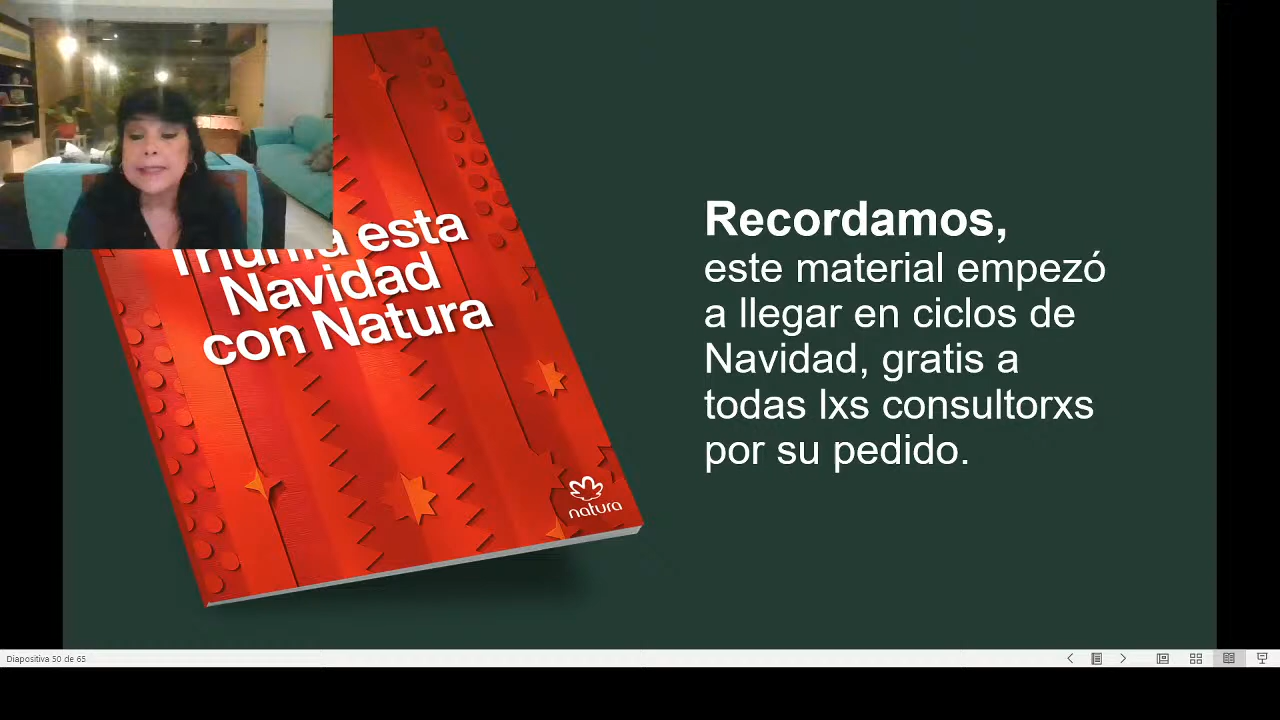 esta
Navidad
con Natura
natura
Recordamos,
este material empezó
a llegar en ciclos de
Navidad, gratis a
todas lxs consultorxs
por su pedido.
Diapositiva 50 de 65